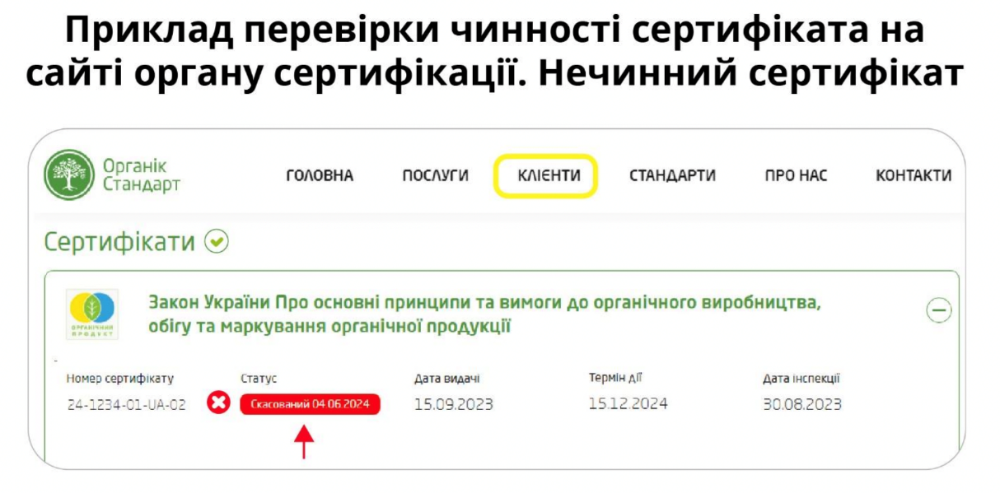 Приклад перевірки чинності сертифіката на
сайті органу сертифікації. Нечинний сертифікат
Органік
Стандарт
ГОЛОВНА ПОСЛУГИ КЛІЄНТИ СТАНДАРТИ ПРО НАС КОНТАКТИ
Сертифікати
Закон України Про основні принципи та вимоги до органічного виробництва,
обігу та маркування органічної продукції
ОРГАНІЧНИЙ
ПРОДУКТ
Номер сертифікату Статус Дата видачі Термін дії Дата інспекції
24-1234-01-UA-02 Скасований 04.06.2024 15.09.2023 15.12.2024 30.08.2023